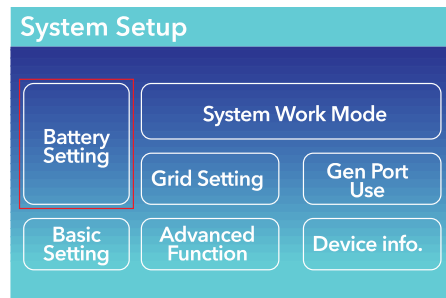 System Setup
Battery
Setting
System Work Mode
Grid Setting
Gen Port
Use
Basic
Setting
Advanced
Function
Device info.